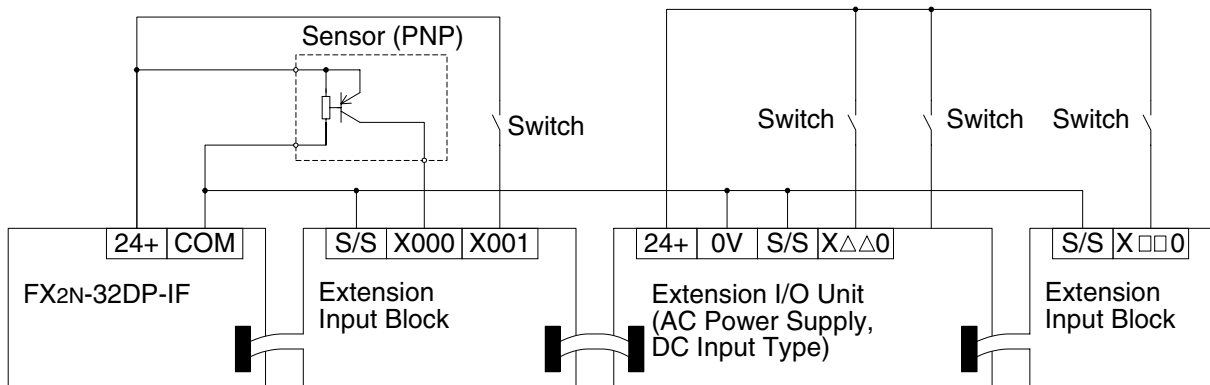 Sensor (PNP)
Switch
Switch
Switch
Switch
24+ COM
S/S X000 X001
24+ 0V S/S X△△0
S/S X□□0
FX2N-32DP-IF
Extension
Input Block
Extension I/O Unit
(AC Power Supply,
DC Input Type)
Extension
Input Block